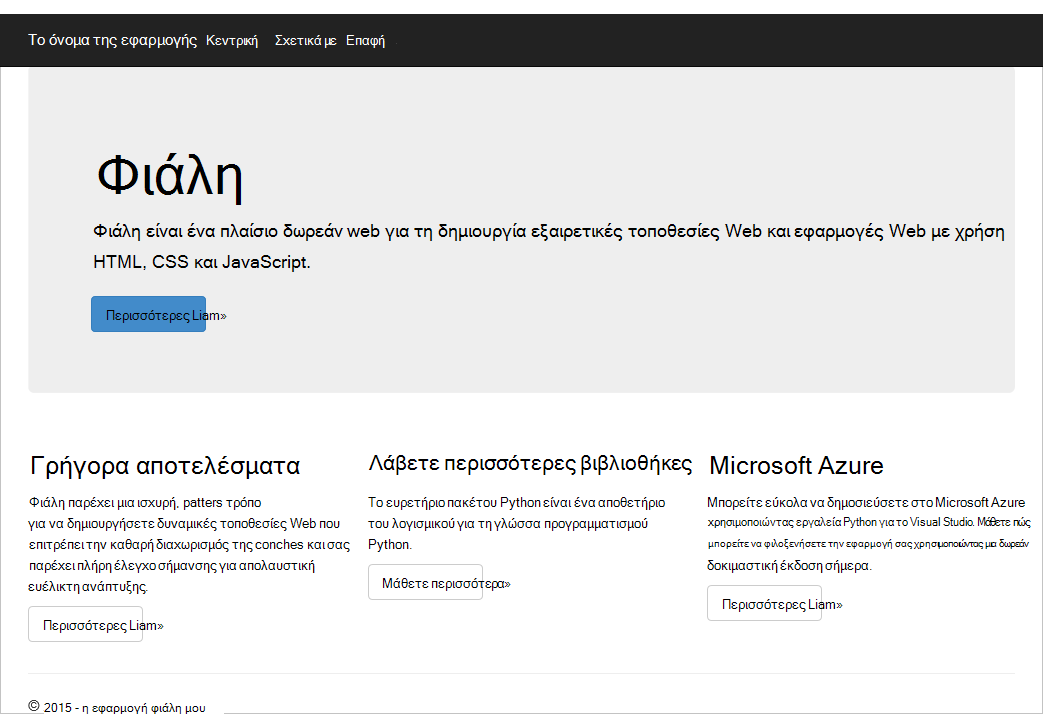 Το όνομα της εφαρμογής Κεντρική Σχετικά με Επαφή
Φιάλη
Φιάλη είναι ένα πλαίσιο δωρεάν web για τη δημιουργία εξαιρετικές τοποθεσίες Web και εφαρμογές Web με χρήση
HTML, CSS και JavaScript.
Περισσότερες Liam»
Γρήγορα αποτελέσματα
Φιάλη παρέχει μια ισχυρή, patters τρόπο
για να δημιουργήσετε δυναμικές τοποθεσίες Web που
επιτρέπει την καθαρή διαχωρισμός της conches και σας
παρέχει πλήρη έλεγχο σήμανσης για απολαυστική
ευέλικτη ανάπτυξης.
Περισσότερες Liam»
Λάβετε περισσότερες βιβλιοθήκες
Το ευρετήριο πακέτου Python είναι ένα αποθετήριο
του λογισμικού για τη γλώσσα προγραμματισμού
Python.
Μάθετε περισσότερα»
Microsoft Azure
Μπορείτε εύκολα να δημοσιεύσετε στο Microsoft Azure
χρησιμοποιώντας εργαλεία Python για το Visual Studio. Μάθετε πώς
μπορείτε να φιλοξενήσετε την εφαρμογή σας χρησιμοποιώντας μια δωρεάν
δοκιμαστική έκδοση σήμερα.
Περισσότερες Liam»
© 2015 - η εφαρμογή φιάλη μου